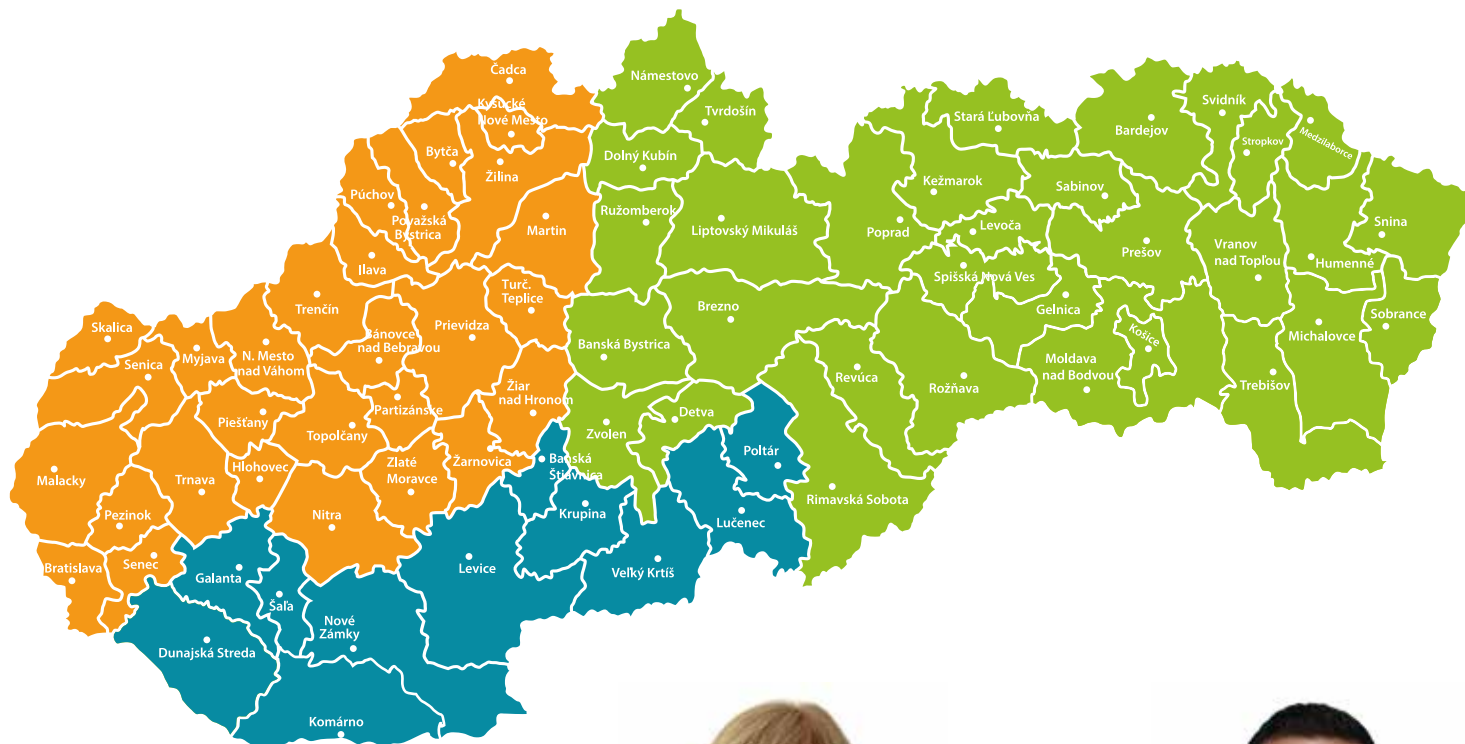 Čadca
Námestovo
Kysucké
Nové Mesto
Tvrdošín
Svidník
Stará Ľubovňa
Bardejov
Medzilaborce
Stropkov
Bytča
Žilina
Dolný Kubín
Kežmarok
Sabinov
Púchov
Považská
Bystrica
Martin
Ružomberok
Liptovský Mikuláš
Poprad
Levoča
Prešov
Vranov
nad Topľou
Snina
Humenné
Ilava
Spišská Nová Ves
Gelnica
Turč.
Teplice
Trenčín
Prievidza
Brezno
Sobrance
Skalica
Myjava
N. Mesto
nad Váhom
Bánovce
nad Bebravou
Banská Bystrica
Košice
Michalovce
Senica
Moldava
nad Bodvou
Revúca
Rožňava
Trebišov
Žiar
nad Hronom
Partizánske
Piešťany
Topolčany
Zvolen
Detva
Poltár
Žarnovica
Banská
Štiavnica
Zlaté
Moravce
Hlohovec
Trnava
Malacky
Rimavská Sobota
Pezinok
Nitra
Krupina
Lučenec
Bratislava
Senec
Galanta
Levice
Veľký Krtíš
Šaľa
Nové
Zámky
Dunajská Streda
Komárno